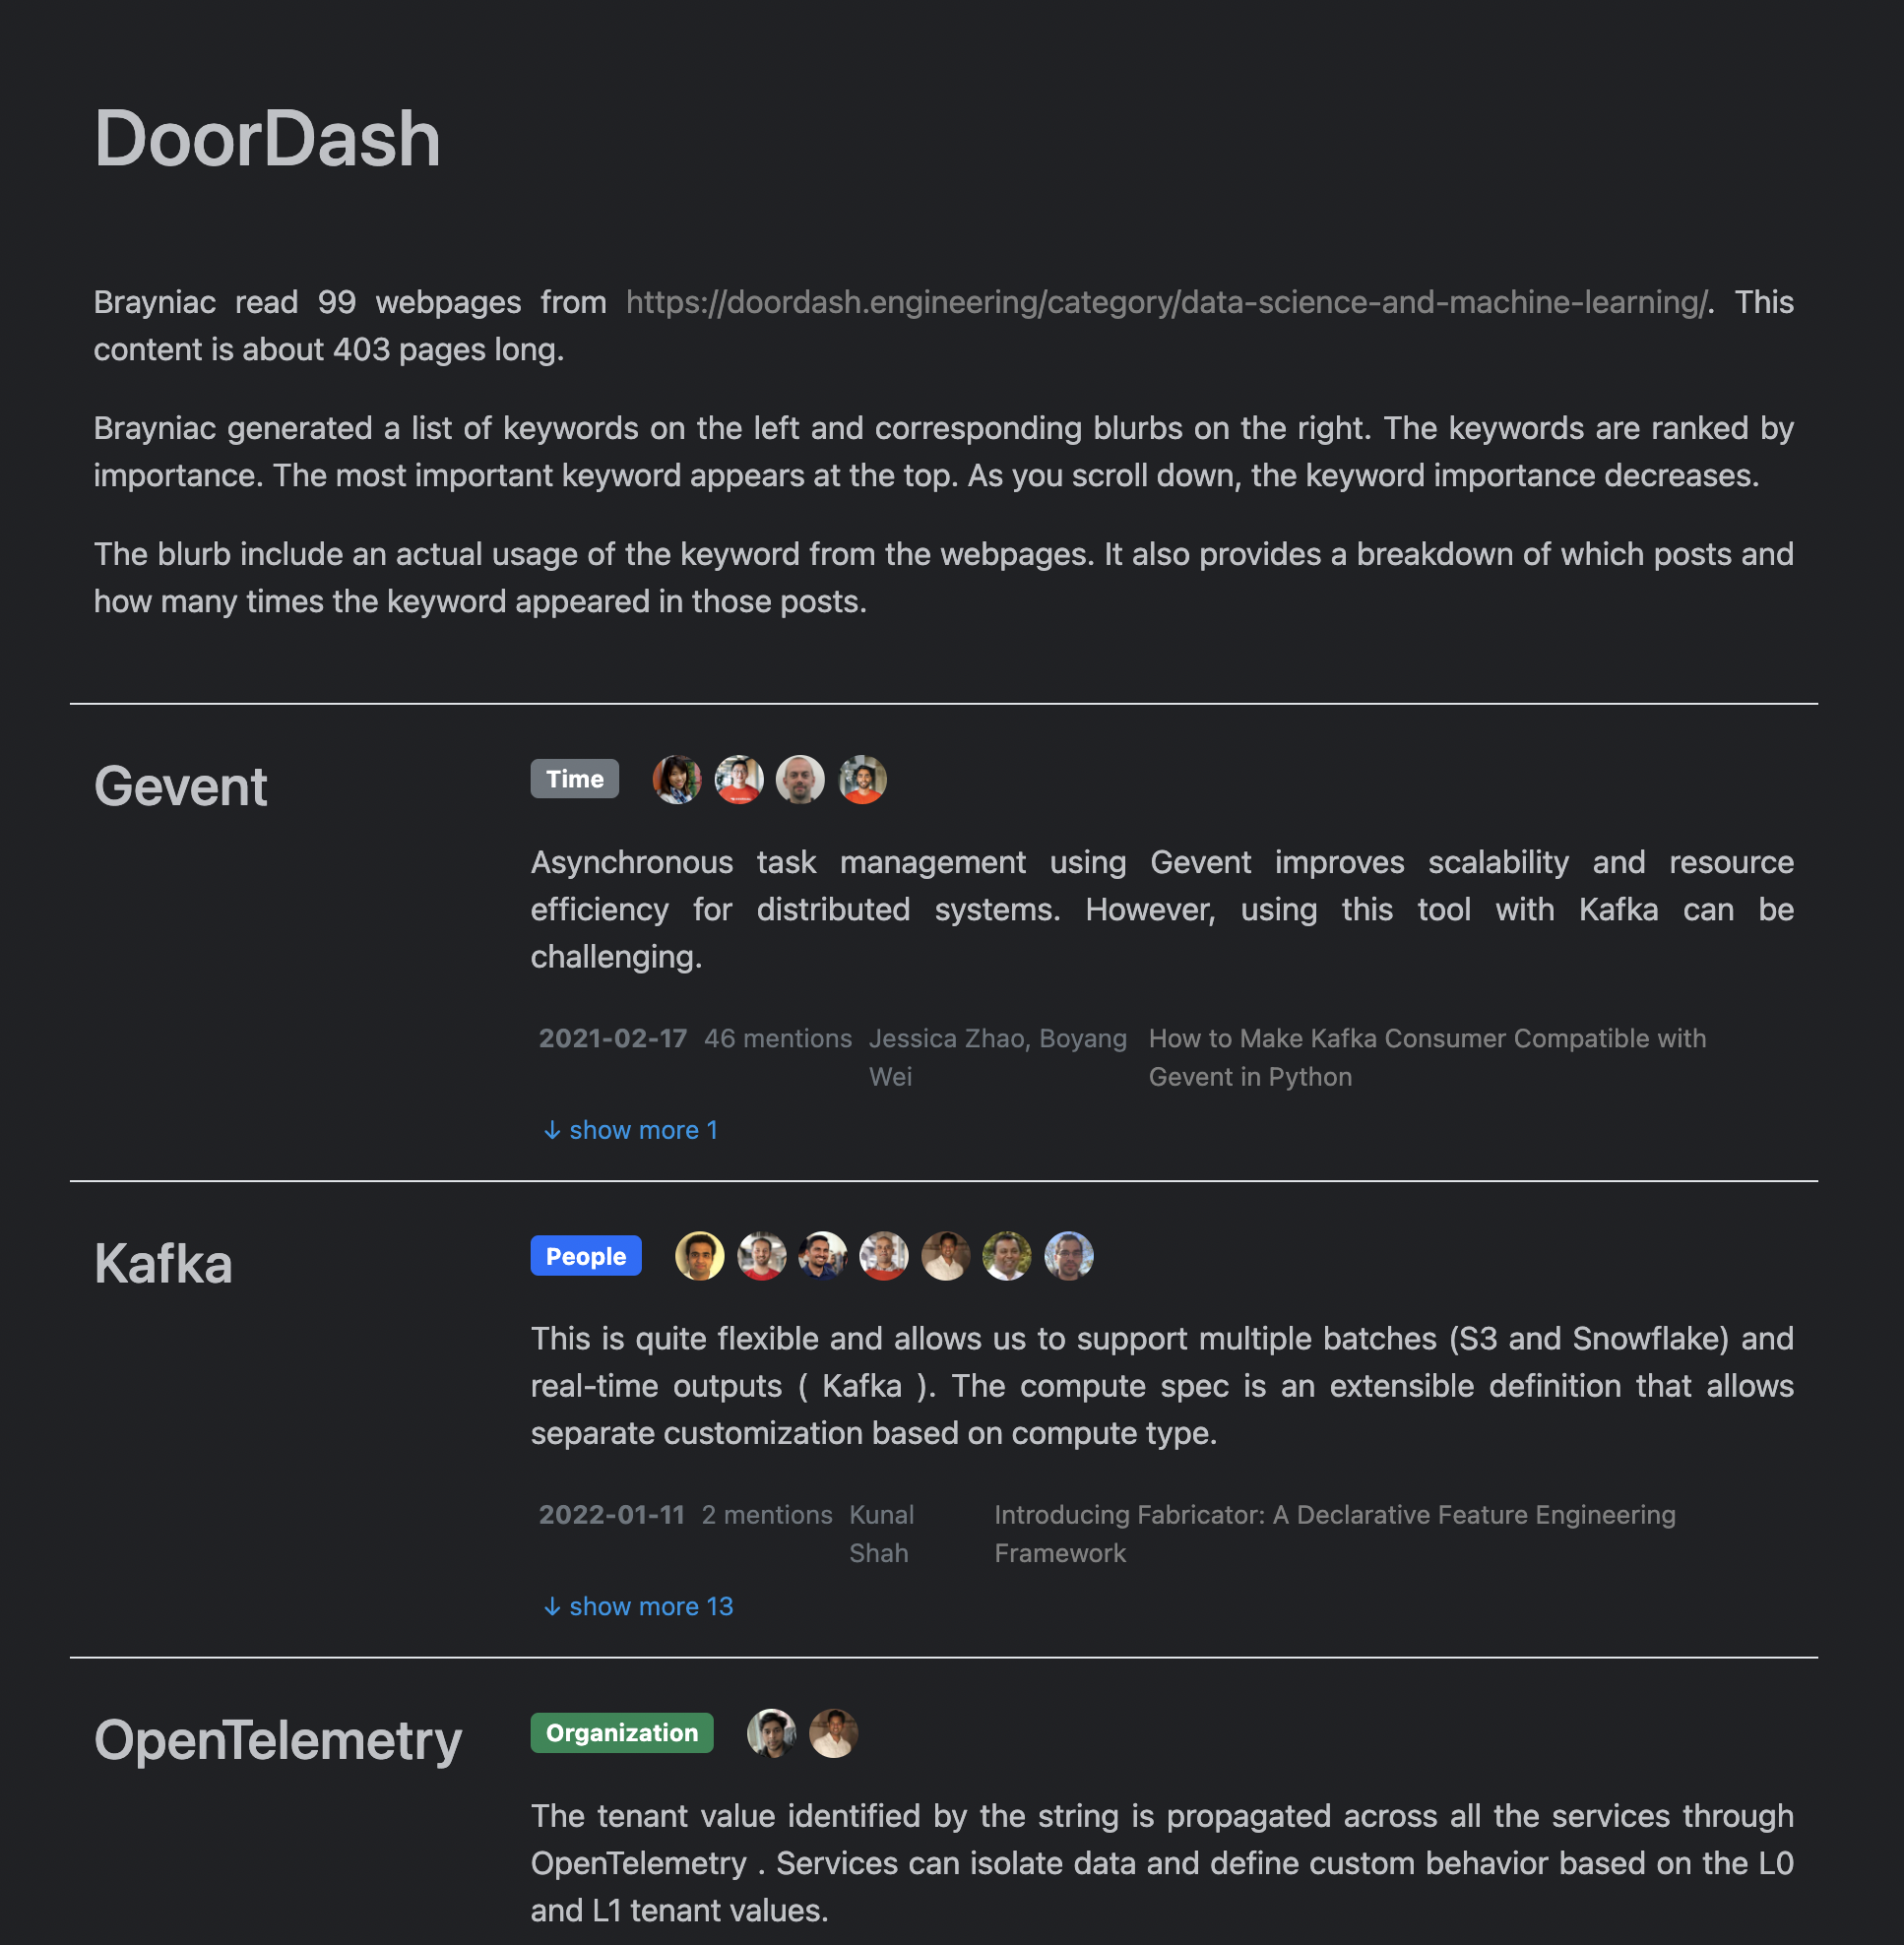 DoorDash
Brayniac read 99 webpages from https://doordash.engineering/category/data-science-and-machine-learning/. This
content is about 403 pages long.
Brayniac generated a list of keywords on the left and corresponding blurbs on the right. The keywords are ranked by
importance. The most important keyword appears at the top. As you scroll down, the keyword importance decreases.
The blurb include an actual usage of the keyword from the webpages. It also provides a breakdown of which posts and
how many times the keyword appeared in those posts.
Gevent
Time
Asynchronous task management using Gevent improves scalability and resource
efficiency for distributed systems. However, using this tool with Kafka can be
challenging.
2021-02-17 46 mentions Jessica Zhao, Boyang How to Make Kafka Consumer Compatible with
Wei Gevent in Python
↓ show more 1
Kafka
People
This is quite flexible and allows us to support multiple batches (S3 and Snowflake) and
real-time outputs ( Kafka ). The compute spec is an extensible definition that allows
separate customization based on compute type.
2022-01-11 2 mentions Kunal Introducing Fabricator: A Declarative Feature Engineering
Shah Framework
↓ show more 13
OpenTelemetry
Organization
The tenant value identified by the string is propagated across all the services through
OpenTelemetry . Services can isolate data and define custom behavior based on the L0
and L1 tenant values.